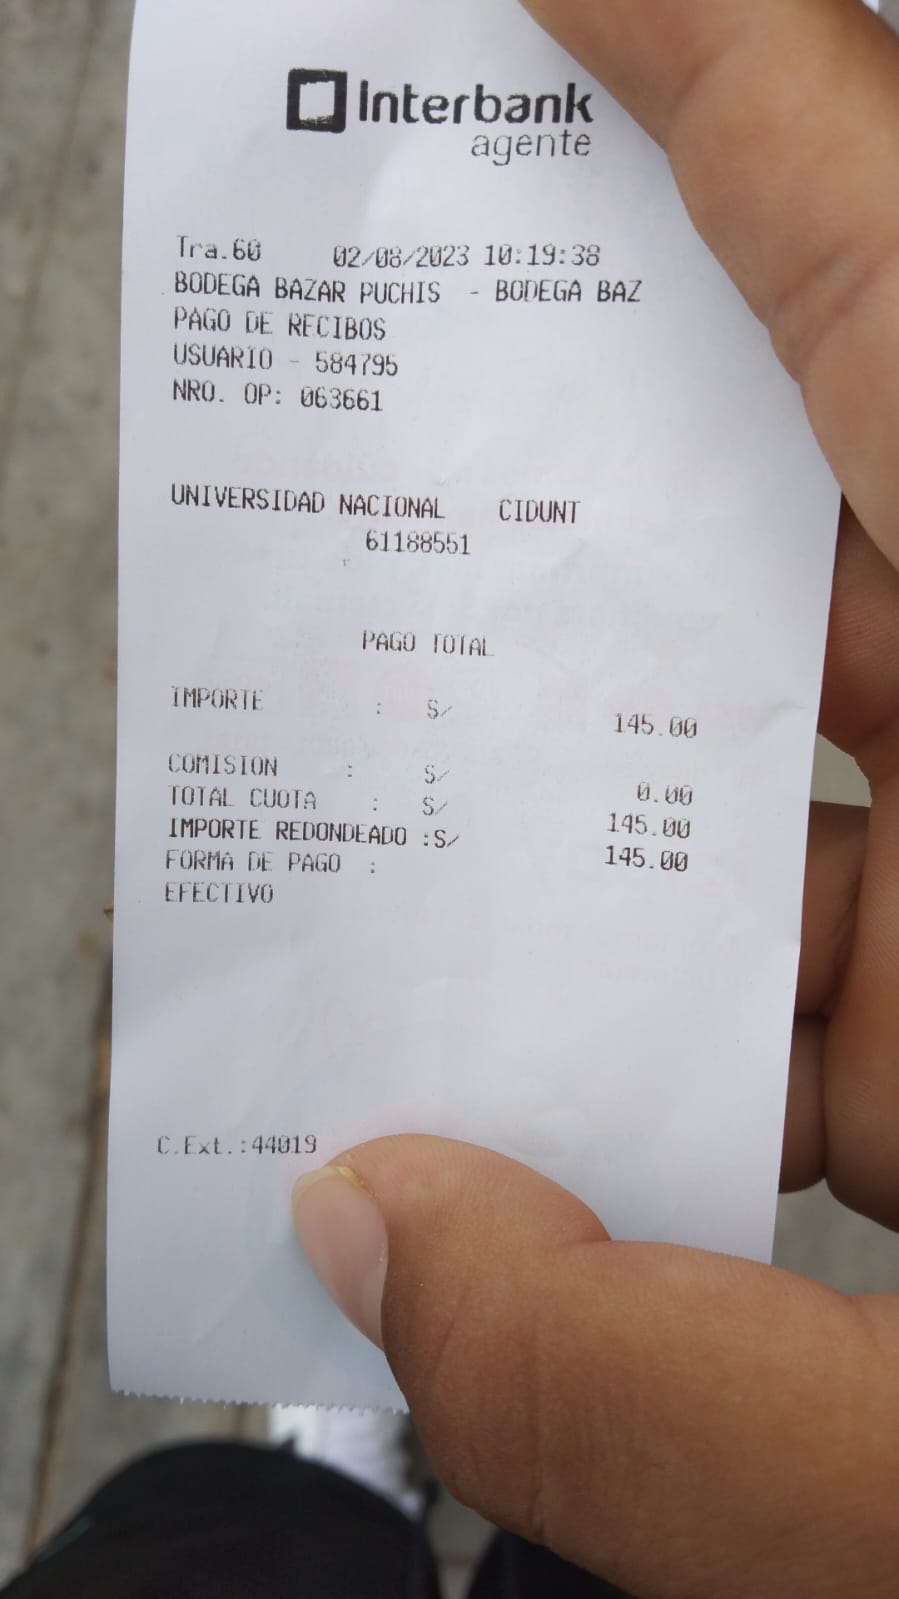 Interbank
agente
Tra.60 02/08/2023 10:19:38
BODEGA BAZAR PUCHIS - BODEGA BAZ
PAGO DE RECIBOS
USUARIO - 584795
NRO. OP: 063661
UNIVERSIDAD NACIONAL CIDUNT
61188551
PAGO TOTAL
IMPORTE : S/ 145.00
COMISION : S/ 0.00
TOTAL CUOTA : S/ 145.00
IMPORTE REDONDEADO :S/ 145.00
FORMA DE PAGO :
EFECTIVO
C.Ext.:44019